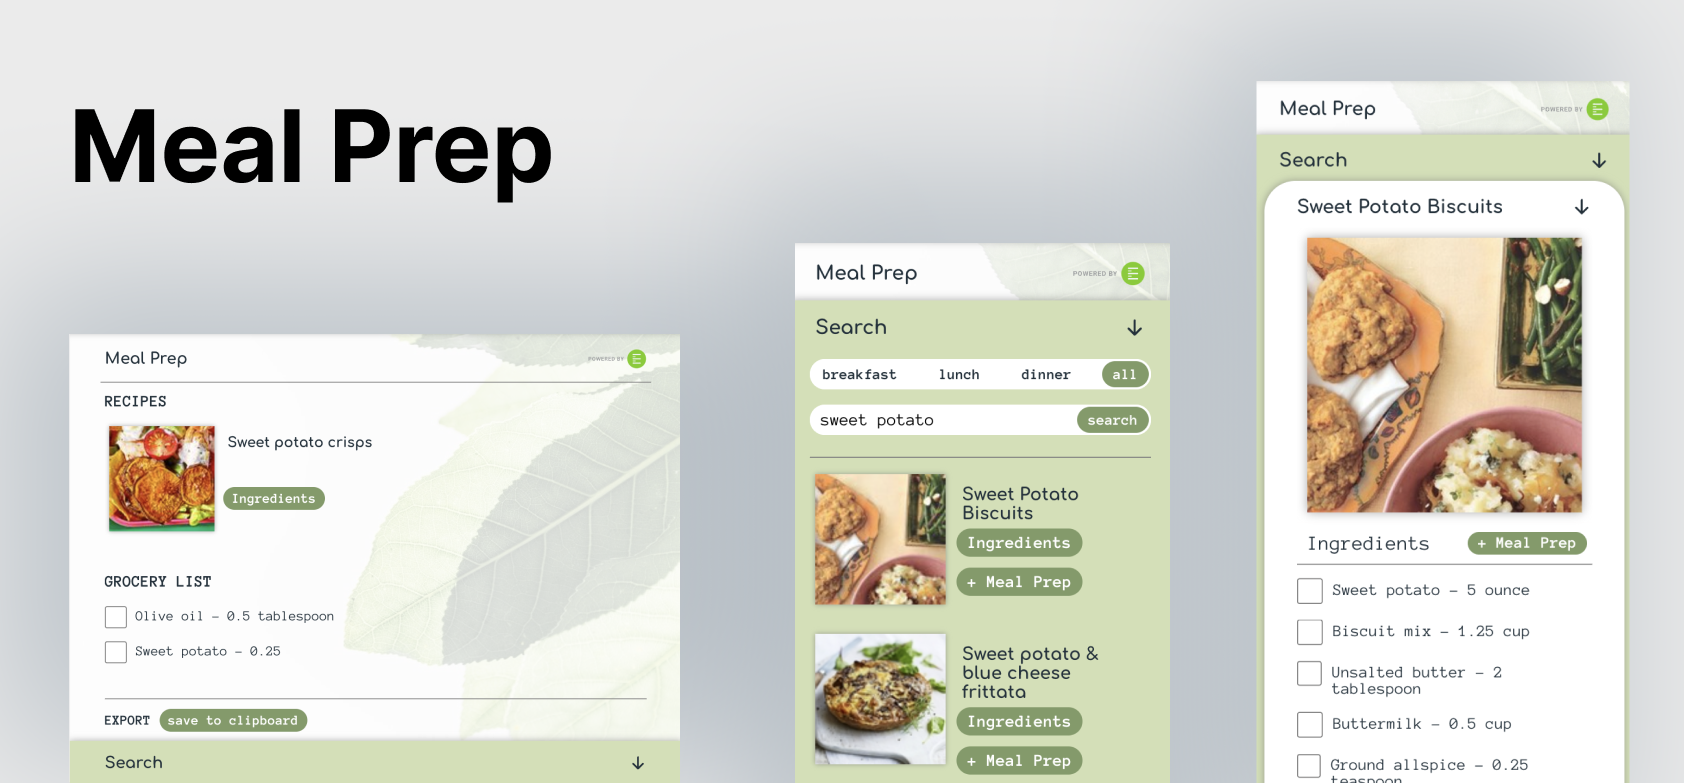 Meal Prep
Meal Prep
POWERED BY
RECIPES
Sweet potato crisps
Ingredients
GROCERY LIST
Olive oil - 0.5 tablespoon
Sweet potato - 0.25
EXPORT save to clipboard
Search
Meal Prep
POWERED BY
Search
breakfast lunch dinner all
sweet potato search
Sweet Potato
Biscuits
Ingredients
+ Meal Prep
Sweet potato &
blue cheese
frittata
Ingredients
+ Meal Prep
Meal Prep
POWERED BY
Search
Sweet Potato Biscuits
Ingredients + Meal Prep
Sweet potato - 5 ounce
Biscuit mix - 1.25 cup
Unsalted butter - 2
tablespoon
Buttermilk - 0.5 cup
Ground allspice - 0.25
teaspoon